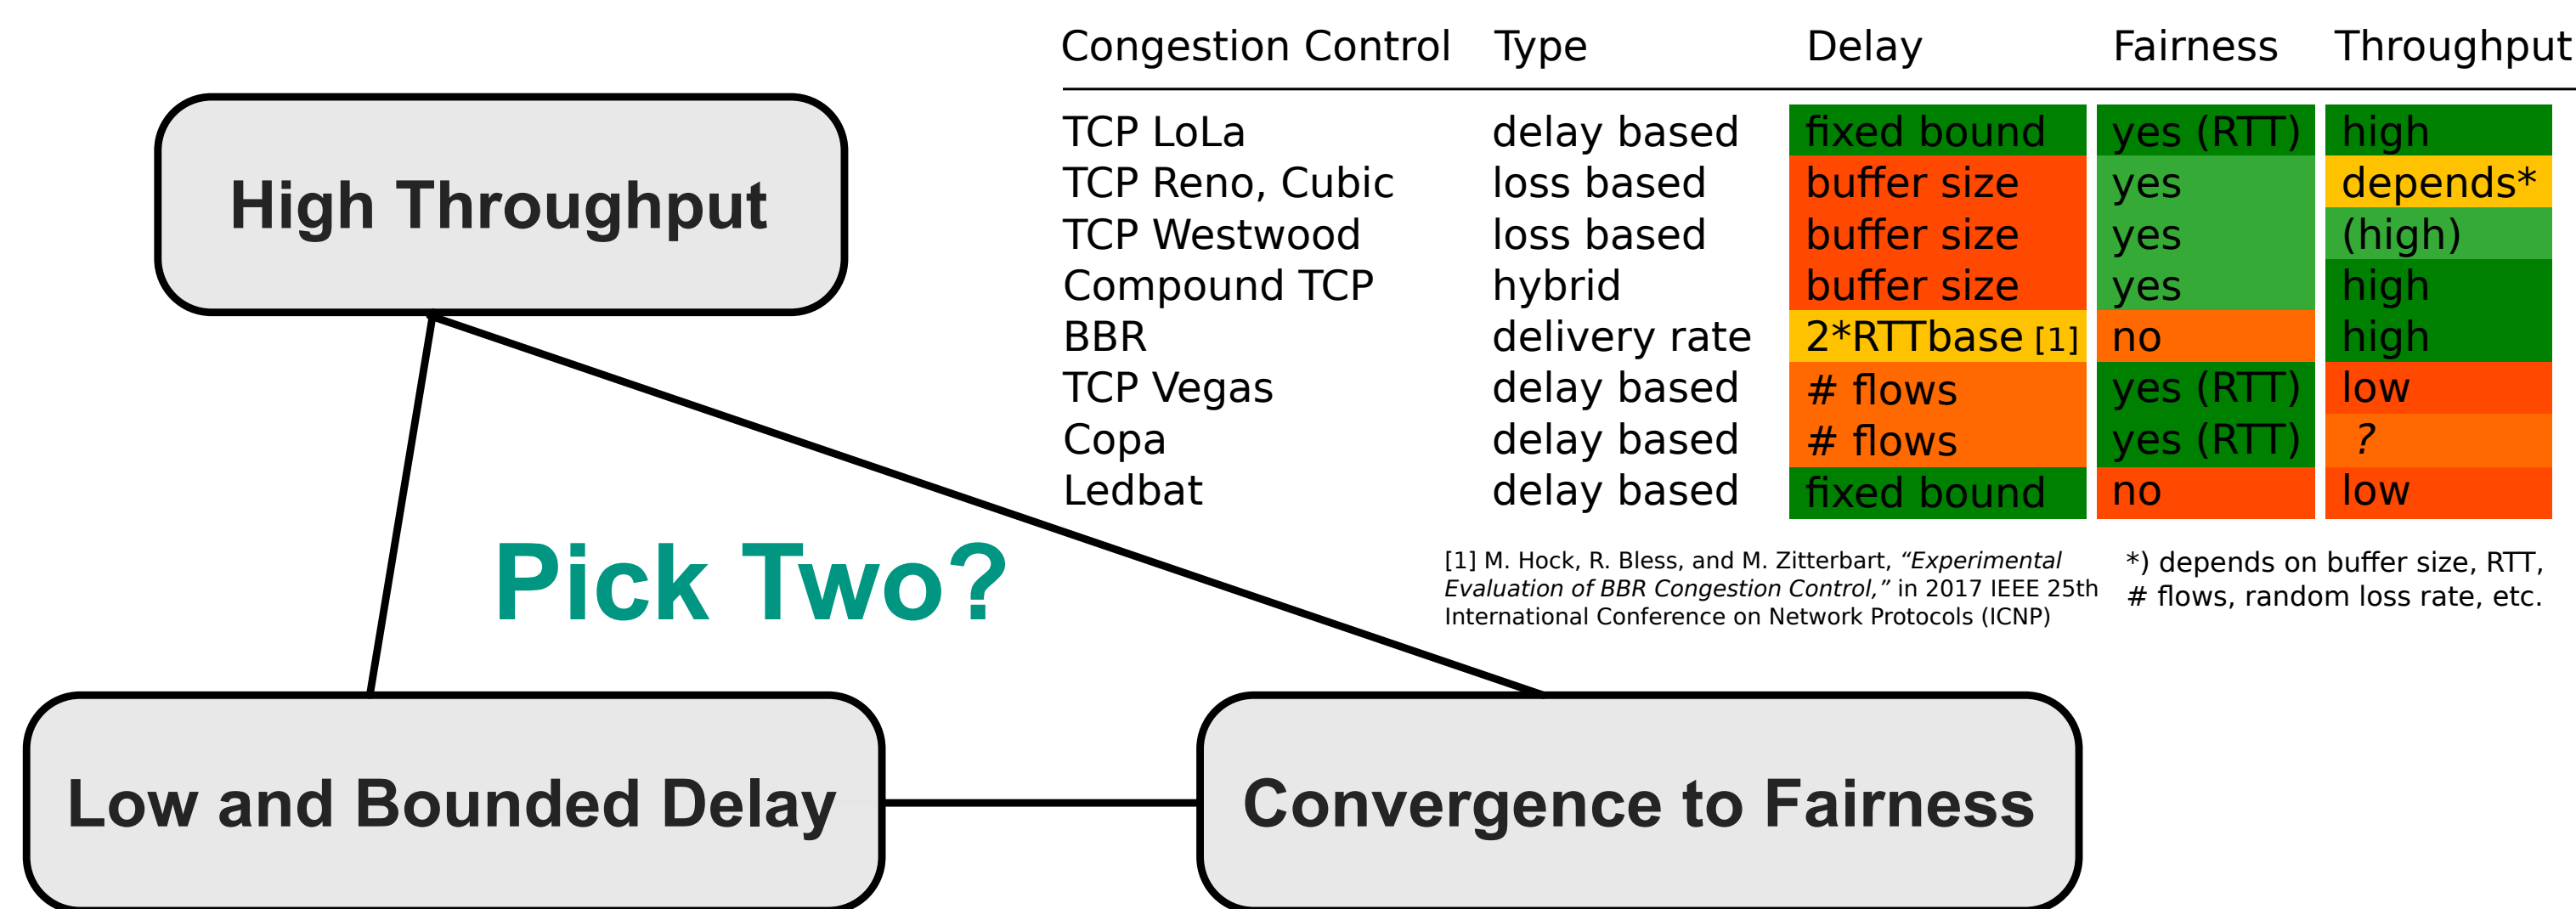 Congestion Control Type Delay Fairness Throughput
TCP LoLa delay based fixed bound yes (RTT) high
TCP Reno, Cubic loss based buffer size yes depends*
TCP Westwood loss based buffer size yes (high)
Compound TCP hybrid buffer size yes high
BBR delivery rate 2*RTTbase [1] no high
TCP Vegas delay based # flows yes (RTT) low
Copa delay based # flows yes (RTT) ?
Ledbat delay based fixed bound no low
[1] M. Hock, R. Bless, and M. Zitterbart, “Experimental
Evaluation of BBR Congestion Control,” in 2017 IEEE 25th
International Conference on Network Protocols (ICNP)
*) depends on buffer size, RTT,
# flows, random loss rate, etc.
High Throughput
Pick Two?
Low and Bounded Delay
Convergence to Fairness